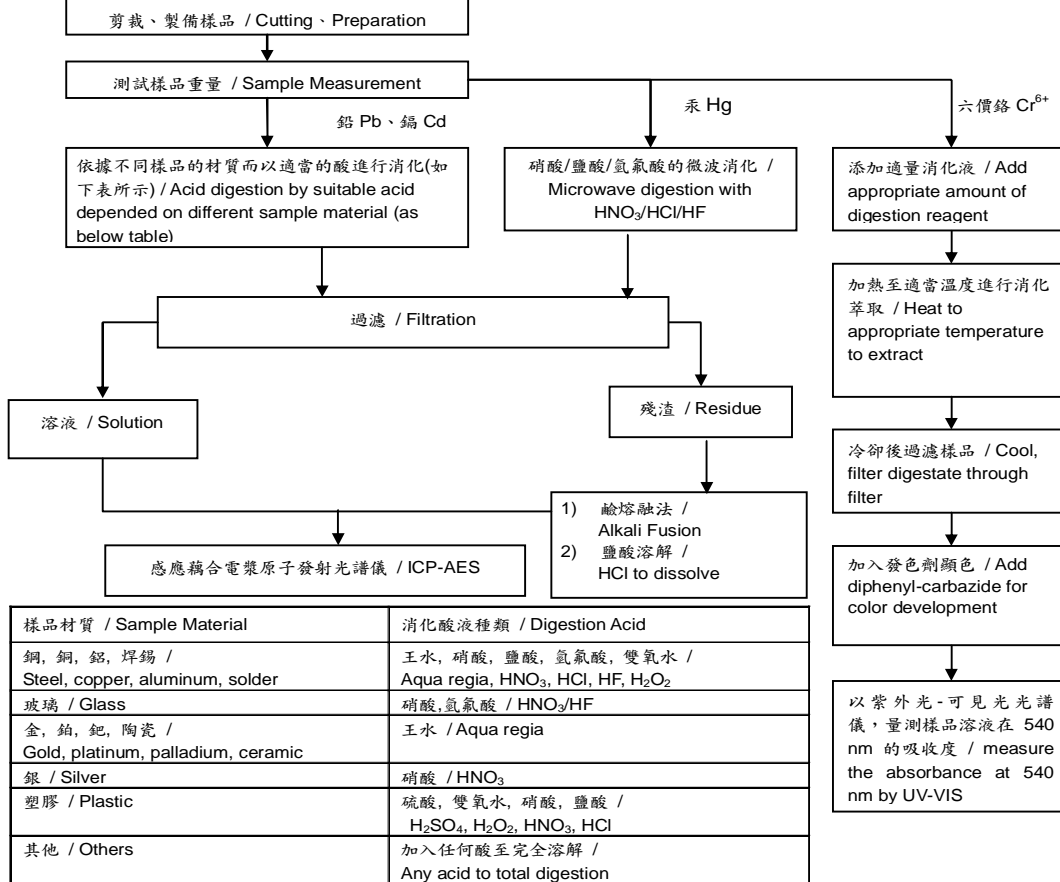 剪裁、製備樣品 / Cutting、Preparation
測試樣品重量 / Sample Measurement
鉛 Pb、鎘 Cd
汞 Hg
六價鉻 Cr⁶⁺
依據不同樣品的材質而以適當的酸進行消化(如
下表所示) / Acid digestion by suitable acid
depended on different sample material (as
below table)
硝酸/鹽酸/氫氟酸的微波消化 /
Microwave digestion with
HNO₃/HCl/HF
添加適量消化液 / Add
appropriate amount of
digestion reagent
加熱至適當溫度進行消化
萃取 / Heat to
appropriate temperature
to extract
過濾 / Filtration
溶液 / Solution
殘渣 / Residue
冷卻後過濾樣品 / Cool,
filter digestate through
filter
1) 鹼熔融法 /
Alkali Fusion
2) 鹽酸溶解 /
HCl to dissolve
感應耦合電漿原子發射光譜儀 / ICP-AES
加入發色劑顯色 / Add
diphenyl-carbazide for
color development
以紫外光-可見光光譜
儀，量測樣品溶液在 540
nm 的吸收度 / measure
the absorbance at 540
nm by UV-VIS
樣品材質 / Sample Material
消化酸液種類 / Digestion Acid
鋼, 銅, 鋁, 焊錫 /
Steel, copper, aluminum, solder
王水, 硝酸, 鹽酸, 氫氟酸, 雙氧水 /
Aqua regia, HNO₃, HCl, HF, H₂O₂
玻璃 / Glass
硝酸,氫氟酸 / HNO₃/HF
金, 鉑, 鈀, 陶瓷 /
Gold, platinum, palladium, ceramic
王水 / Aqua regia
銀 / Silver
硝酸 / HNO₃
塑膠 / Plastic
硫酸, 雙氧水, 硝酸, 鹽酸 /
H₂SO₄, H₂O₂, HNO₃, HCl
其他 / Others
加入任何酸至完全溶解 /
Any acid to total digestion